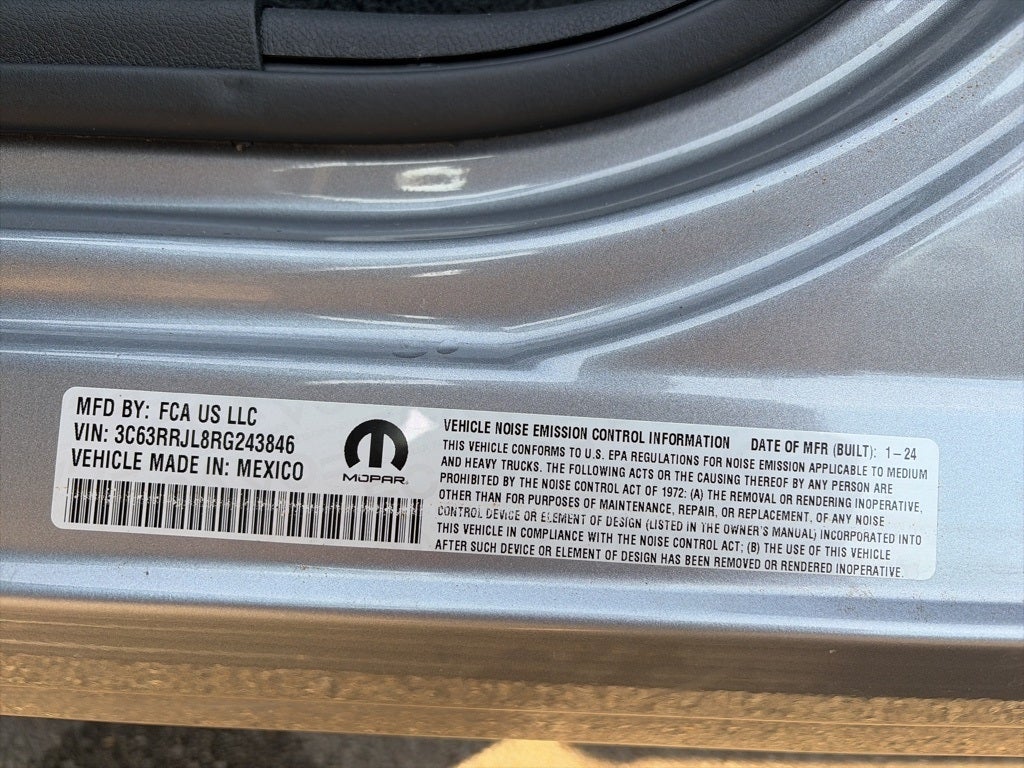 MFD BY: FCA US LLC
VIN: 3C63RRJL8RG243846
VEHICLE MADE IN: MEXICO
MOPAR
VEHICLE NOISE EMISSION CONTROL INFORMATION DATE OF MFR (BUILT): 1-24
THIS VEHICLE CONFORMS TO U.S. EPA REGULATIONS FOR NOISE EMISSION APPLICABLE TO MEDIUM
AND HEAVY TRUCKS. THE FOLLOWING ACTS OR THE CAUSING THEREOF BY ANY PERSON ARE
PROHIBITED BY THE NOISE CONTROL ACT OF 1972: (A) THE REMOVAL OR RENDERING INOPERATIVE,
OTHER THAN FOR PURPOSES OF MAINTENANCE, REPAIR, OR REPLACEMENT, OF ANY NOISE
CONTROL DEVICE OR ELEMENT OF DESIGN (LISTED IN THE OWNER'S MANUAL) INCORPORATED INTO
THIS VEHICLE IN COMPLIANCE WITH THE NOISE CONTROL ACT; (B) THE USE OF THIS VEHICLE
AFTER SUCH DEVICE OR ELEMENT OF DESIGN HAS BEEN REMOVED OR RENDERED INOPERATIVE.